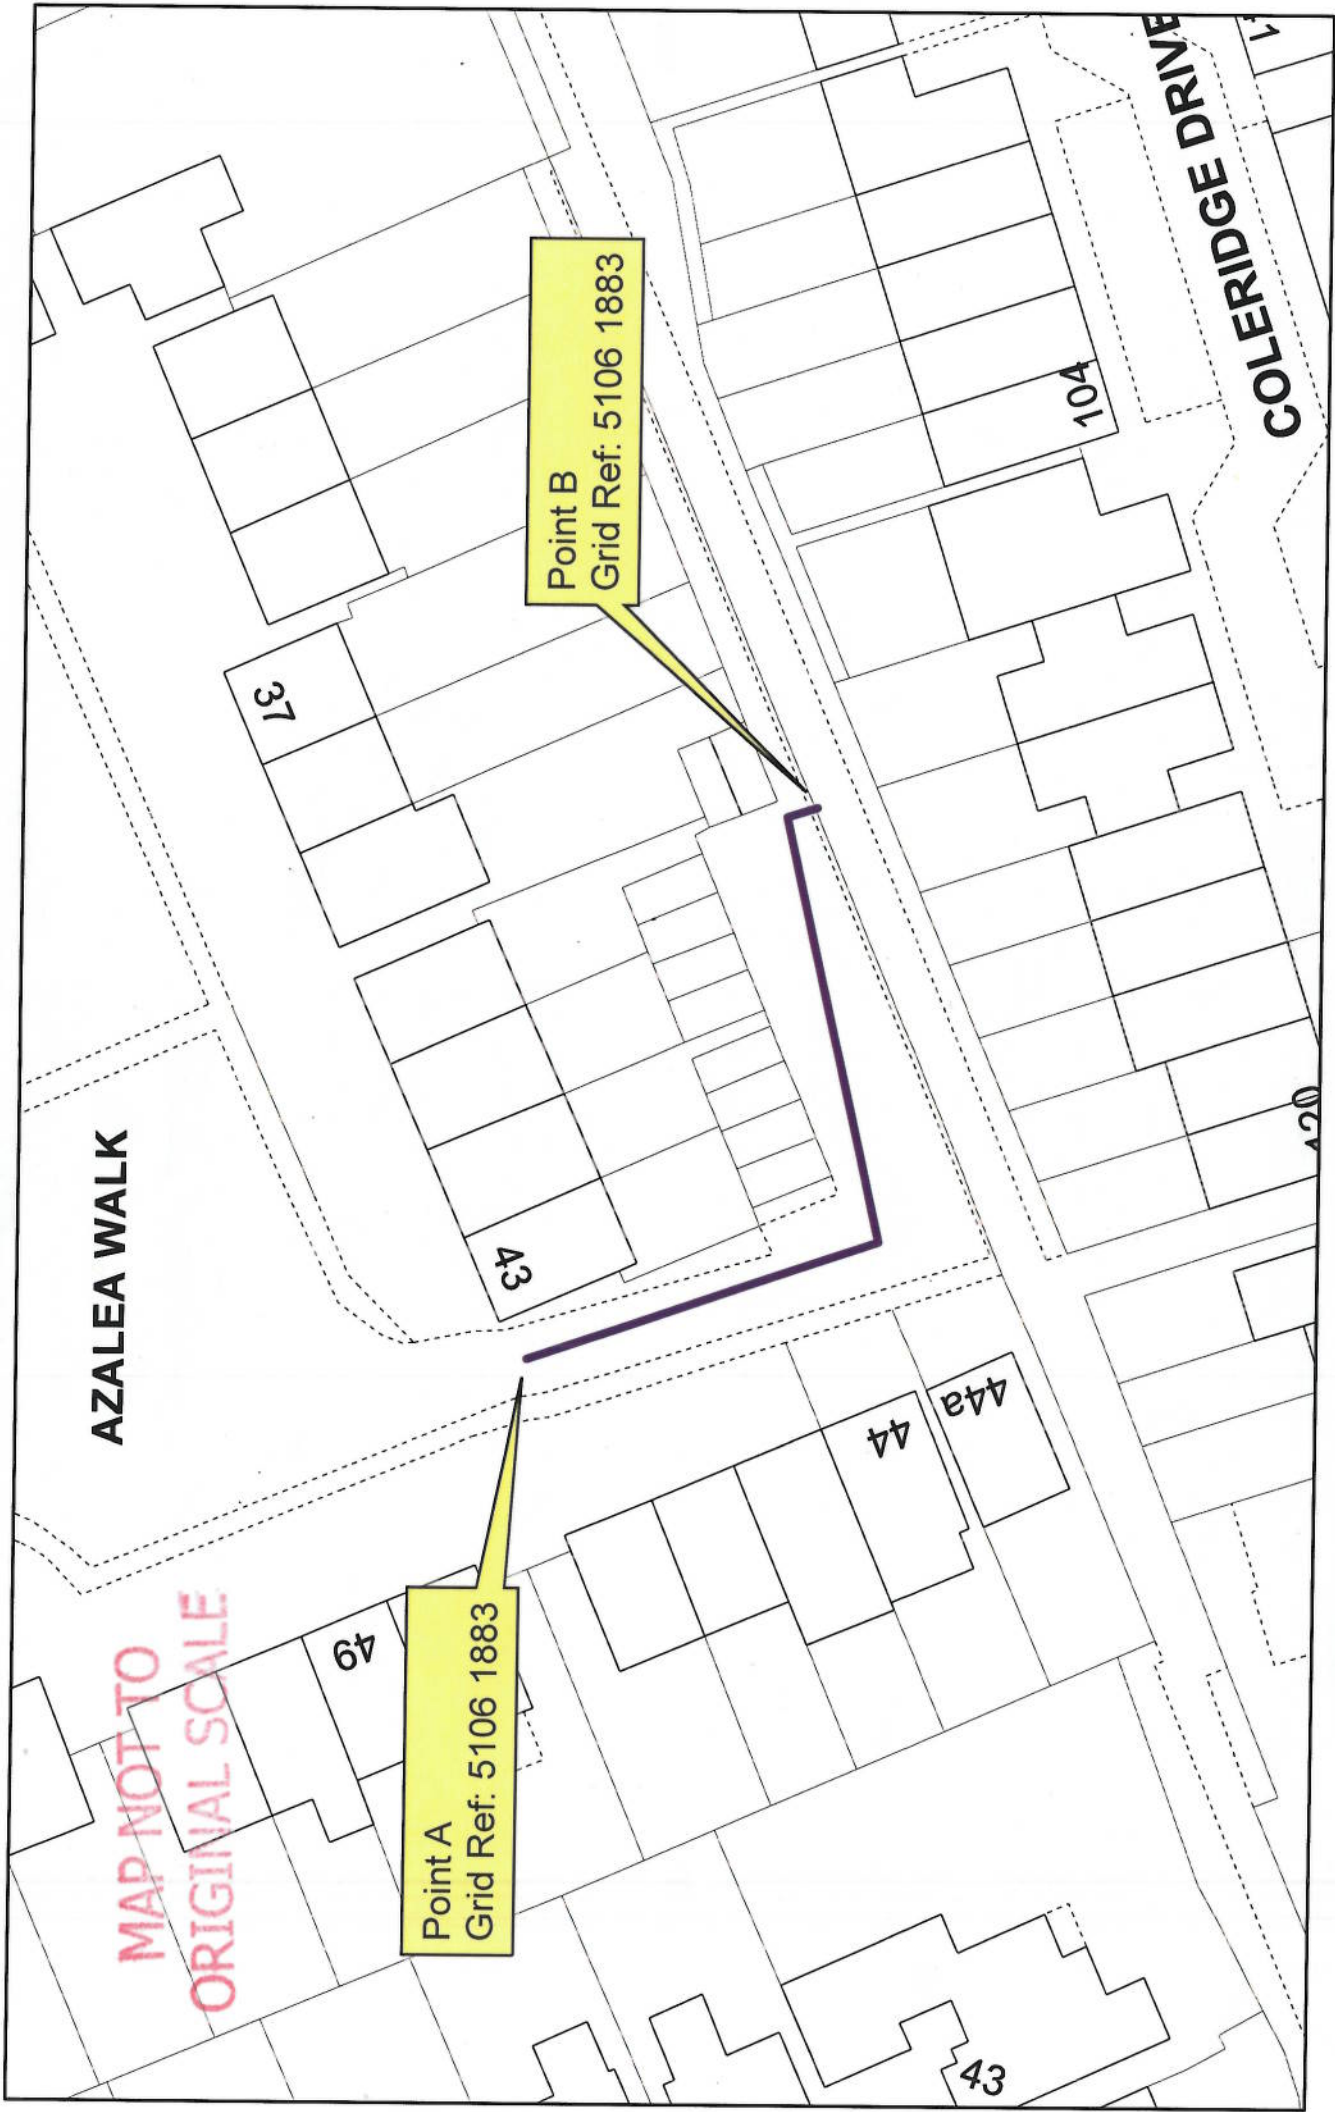 AZALEA WALK
MAP NOT TO
ORIGINAL SCALE
Point A
Grid Ref: 5106 1883
Point B
Grid Ref: 5106 1883
COLERIDGE DRIVE
37
43
49
44
44a
104
120
43